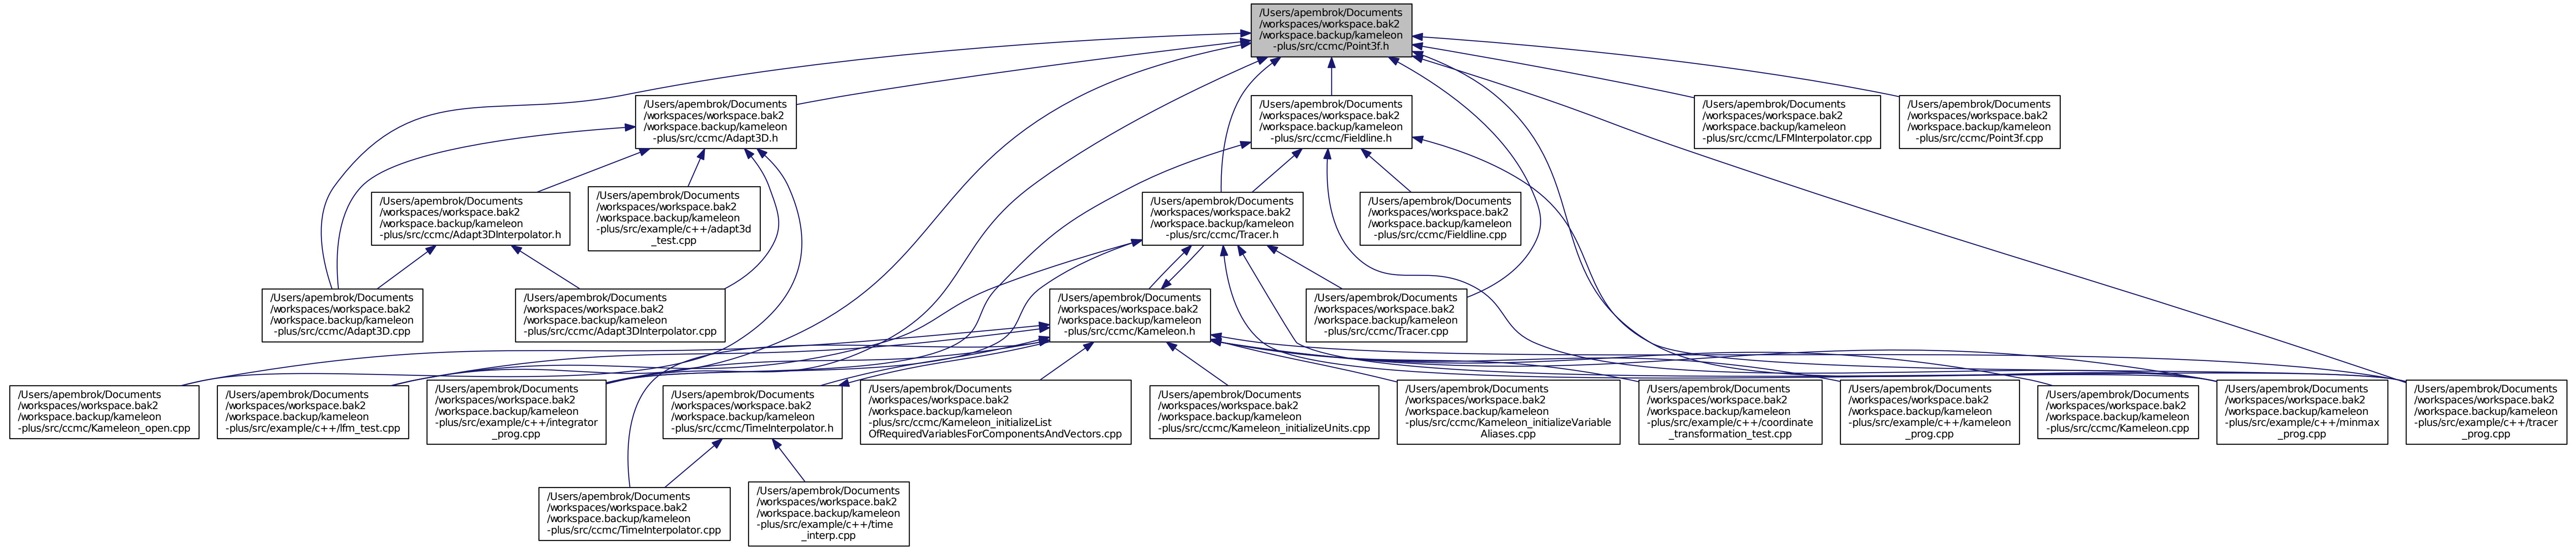 /Users/apembrok/Documents
/workspaces/workspace.bak2
/workspace.backup/kameleon
-plus/src/ccmc/Point3f.h
/Users/apembrok/Documents
/workspaces/workspace.bak2
/workspace.backup/kameleon
-plus/src/ccmc/Adapt3D.h
/Users/apembrok/Documents
/workspaces/workspace.bak2
/workspace.backup/kameleon
-plus/src/ccmc/Fieldline.h
/Users/apembrok/Documents
/workspaces/workspace.bak2
/workspace.backup/kameleon
-plus/src/ccmc/LFMInterpolator.cpp
/Users/apembrok/Documents
/workspaces/workspace.bak2
/workspace.backup/kameleon
-plus/src/ccmc/Point3f.cpp
/Users/apembrok/Documents
/workspaces/workspace.bak2
/workspace.backup/kameleon
-plus/src/ccmc/Adapt3DInterpolator.h
/Users/apembrok/Documents
/workspaces/workspace.bak2
/workspace.backup/kameleon
-plus/src/example/c++/adapt3d
_test.cpp
/Users/apembrok/Documents
/workspaces/workspace.bak2
/workspace.backup/kameleon
-plus/src/ccmc/Tracer.h
/Users/apembrok/Documents
/workspaces/workspace.bak2
/workspace.backup/kameleon
-plus/src/ccmc/Fieldline.cpp
/Users/apembrok/Documents
/workspaces/workspace.bak2
/workspace.backup/kameleon
-plus/src/ccmc/Adapt3D.cpp
/Users/apembrok/Documents
/workspaces/workspace.bak2
/workspace.backup/kameleon
-plus/src/ccmc/Adapt3DInterpolator.cpp
/Users/apembrok/Documents
/workspaces/workspace.bak2
/workspace.backup/kameleon
-plus/src/ccmc/Kameleon.h
/Users/apembrok/Documents
/workspaces/workspace.bak2
/workspace.backup/kameleon
-plus/src/ccmc/Tracer.cpp
/Users/apembrok/Documents
/workspaces/workspace.bak2
/workspace.backup/kameleon
-plus/src/ccmc/Kameleon_open.cpp
/Users/apembrok/Documents
/workspaces/workspace.bak2
/workspace.backup/kameleon
-plus/src/example/c++/lfm_test.cpp
/Users/apembrok/Documents
/workspaces/workspace.bak2
/workspace.backup/kameleon
-plus/src/example/c++/integrator
_prog.cpp
/Users/apembrok/Documents
/workspaces/workspace.bak2
/workspace.backup/kameleon
-plus/src/ccmc/TimeInterpolator.h
/Users/apembrok/Documents
/workspaces/workspace.bak2
/workspace.backup/kameleon
-plus/src/ccmc/Kameleon_initializeList
OfRequiredVariablesForComponentsAndVectors.cpp
/Users/apembrok/Documents
/workspaces/workspace.bak2
/workspace.backup/kameleon
-plus/src/ccmc/Kameleon_initializeUnits.cpp
/Users/apembrok/Documents
/workspaces/workspace.bak2
/workspace.backup/kameleon
-plus/src/ccmc/Kameleon_initializeVariable
Aliases.cpp
/Users/apembrok/Documents
/workspaces/workspace.bak2
/workspace.backup/kameleon
-plus/src/example/c++/coordinate
_transformation_test.cpp
/Users/apembrok/Documents
/workspaces/workspace.bak2
/workspace.backup/kameleon
-plus/src/example/c++/kameleon
_prog.cpp
/Users/apembrok/Documents
/workspaces/workspace.bak2
/workspace.backup/kameleon
-plus/src/ccmc/Kameleon.cpp
/Users/apembrok/Documents
/workspaces/workspace.bak2
/workspace.backup/kameleon
-plus/src/example/c++/minmax
_prog.cpp
/Users/apembrok/Documents
/workspaces/workspace.bak2
/workspace.backup/kameleon
-plus/src/example/c++/tracer
_prog.cpp
/Users/apembrok/Documents
/workspaces/workspace.bak2
/workspace.backup/kameleon
-plus/src/ccmc/TimeInterpolator.cpp
/Users/apembrok/Documents
/workspaces/workspace.bak2
/workspace.backup/kameleon
-plus/src/example/c++/time
_interp.cpp